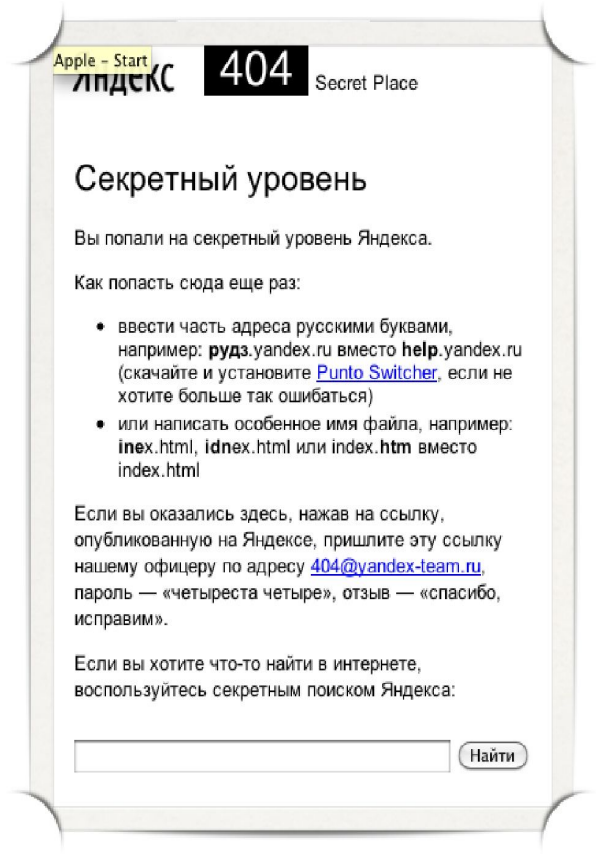 Apple – Start
Яндекс 404 Secret Place
Секретный уровень
Вы попали на секретный уровень Яндекса.
Как попасть сюда еще раз:
• ввести часть адреса русскими буквами,
например: рудз.yandex.ru вместо help.yandex.ru
(скачайте и установите Punto Switcher, если не
хотите больше так ошибаться)
• или написать особенное имя файла, например:
inex.html, idnex.html или index.htm вместо
index.html
Если вы оказались здесь, нажав на ссылку,
опубликованную на Яндексе, пришлите эту ссылку
нашему офицеру по адресу 404@yandex-team.ru,
пароль — «четыреста четыре», отзыв — «спасибо,
исправим».
Если вы хотите что-то найти в интернете,
воспользуйтесь секретным поиском Яндекса:
Найти